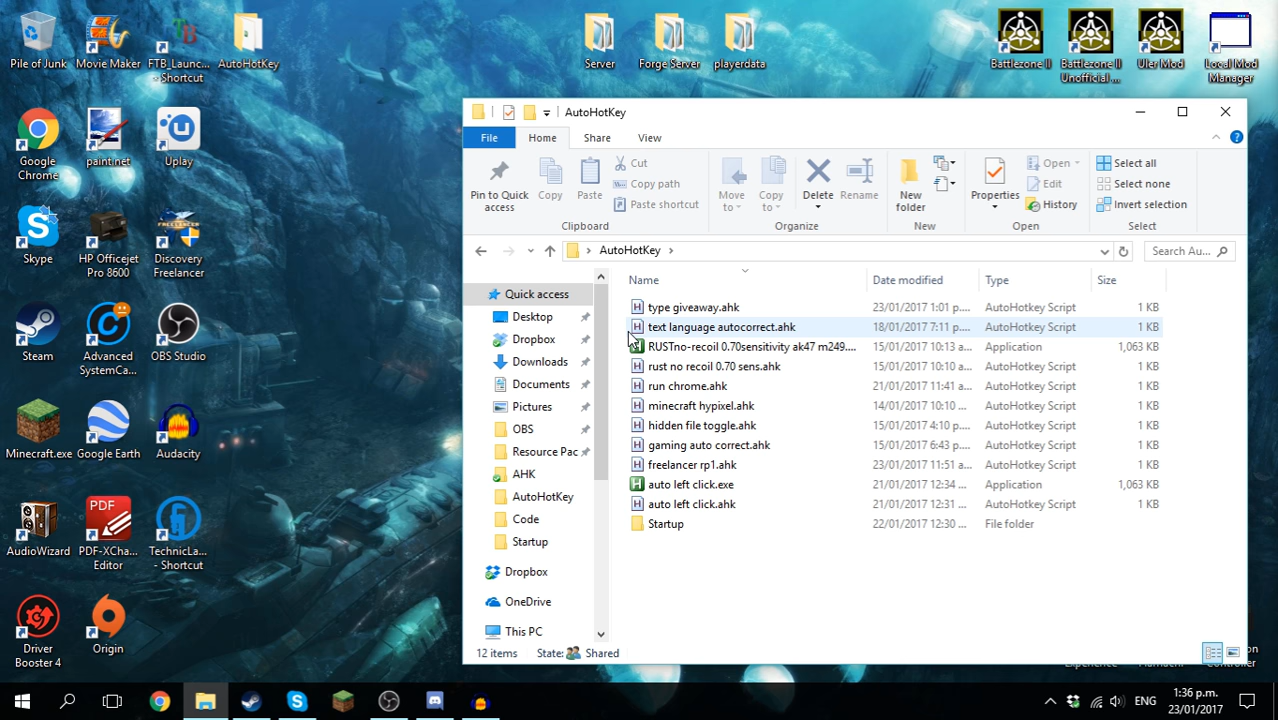 Pile of Junk
Movie Maker
FTB_Launc... - Shortcut
AutoHotKey
Server
Forge Server
playerdata
Battlezone II
Battlezone II Unofficial ...
Uler Mod
Local Mod Manager
Google Chrome
paint.net
Uplay
Skype
HP Officejet Pro 8600
Discovery Freelancer
Steam
Advanced SystemCa...
OBS Studio
Minecraft.exe
Google Earth
Audacity
AudioWizard
PDF-XCha... Editor
TechnicLa... - Shortcut
Driver Booster 4
Origin
AutoHotKey
File
Home
Share
View
Pin to Quick access
Copy
Paste
Cut
Copy path
Paste shortcut
Clipboard
Move to
Copy to
Delete
Rename
Organize
New folder
New
Properties
Open
Edit
History
Open
Select all
Select none
Invert selection
Select
AutoHotKey
Search Au...
Quick access
Desktop
Dropbox
Downloads
Documents
Pictures
OBS
Resource Pac
AHK
AutoHotKey
Code
Startup
Dropbox
OneDrive
This PC
Name Date modified Type Size
type giveaway.ahk 23/01/2017 1:01 p.... AutoHotkey Script 1 KB
text language autocorrect.ahk 18/01/2017 7:11 p.... AutoHotkey Script 1 KB
RUSTno-recoil 0.70sensitivity ak47 m249.... 15/01/2017 10:13 a... Application 1,063 KB
rust no recoil 0.70 sens.ahk 15/01/2017 10:10 a... AutoHotkey Script 1 KB
run chrome.ahk 21/01/2017 11:41 a... AutoHotkey Script 1 KB
minecraft hypixel.ahk 14/01/2017 10:10 ... AutoHotkey Script 1 KB
hidden file toggle.ahk 15/01/2017 4:10 p.... AutoHotkey Script 1 KB
gaming auto correct.ahk 15/01/2017 6:43 p.... AutoHotkey Script 1 KB
freelancer rp1.ahk 23/01/2017 11:51 a... AutoHotkey Script 1 KB
auto left click.exe 21/01/2017 12:34 ... Application 1,063 KB
auto left click.ahk 21/01/2017 12:31 ... AutoHotkey Script 1 KB
Startup 22/01/2017 12:30 ... File folder
12 items State: Shared
ENG
1:36 p.m.
23/01/2017